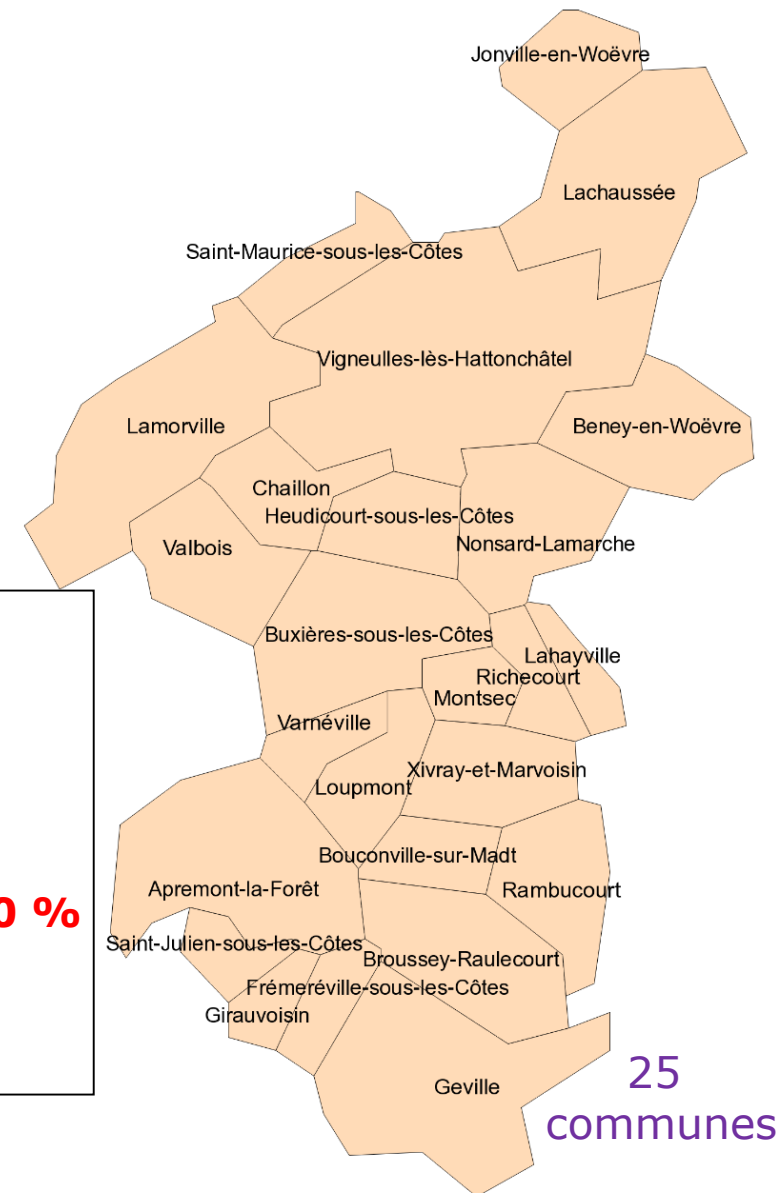 Jonville-en-Woëvre
Lachaussée
Saint-Maurice-sous-les-Côtes
Vigneulles-lès-Hattonchâtel
Lamorville
Beney-en-Woëvre
Chaillon
Heudicourt-sous-les-Côtes
Valbois
Nonsard-Lamarche
Buxières-sous-les-Côtes
Lahayville
Richecourt
Montsec
Varnéville
Xivray-et-Marvoisin
Loupmont
Bouconville-sur-Madt
Apremont-la-Forêt
Rambucourt
0 %
Saint-Julien-sous-les-Côtes
Broussey-Raulecourt
Frémeréville-sous-les-Côtes
Girauvoisin
Geville
25
communes